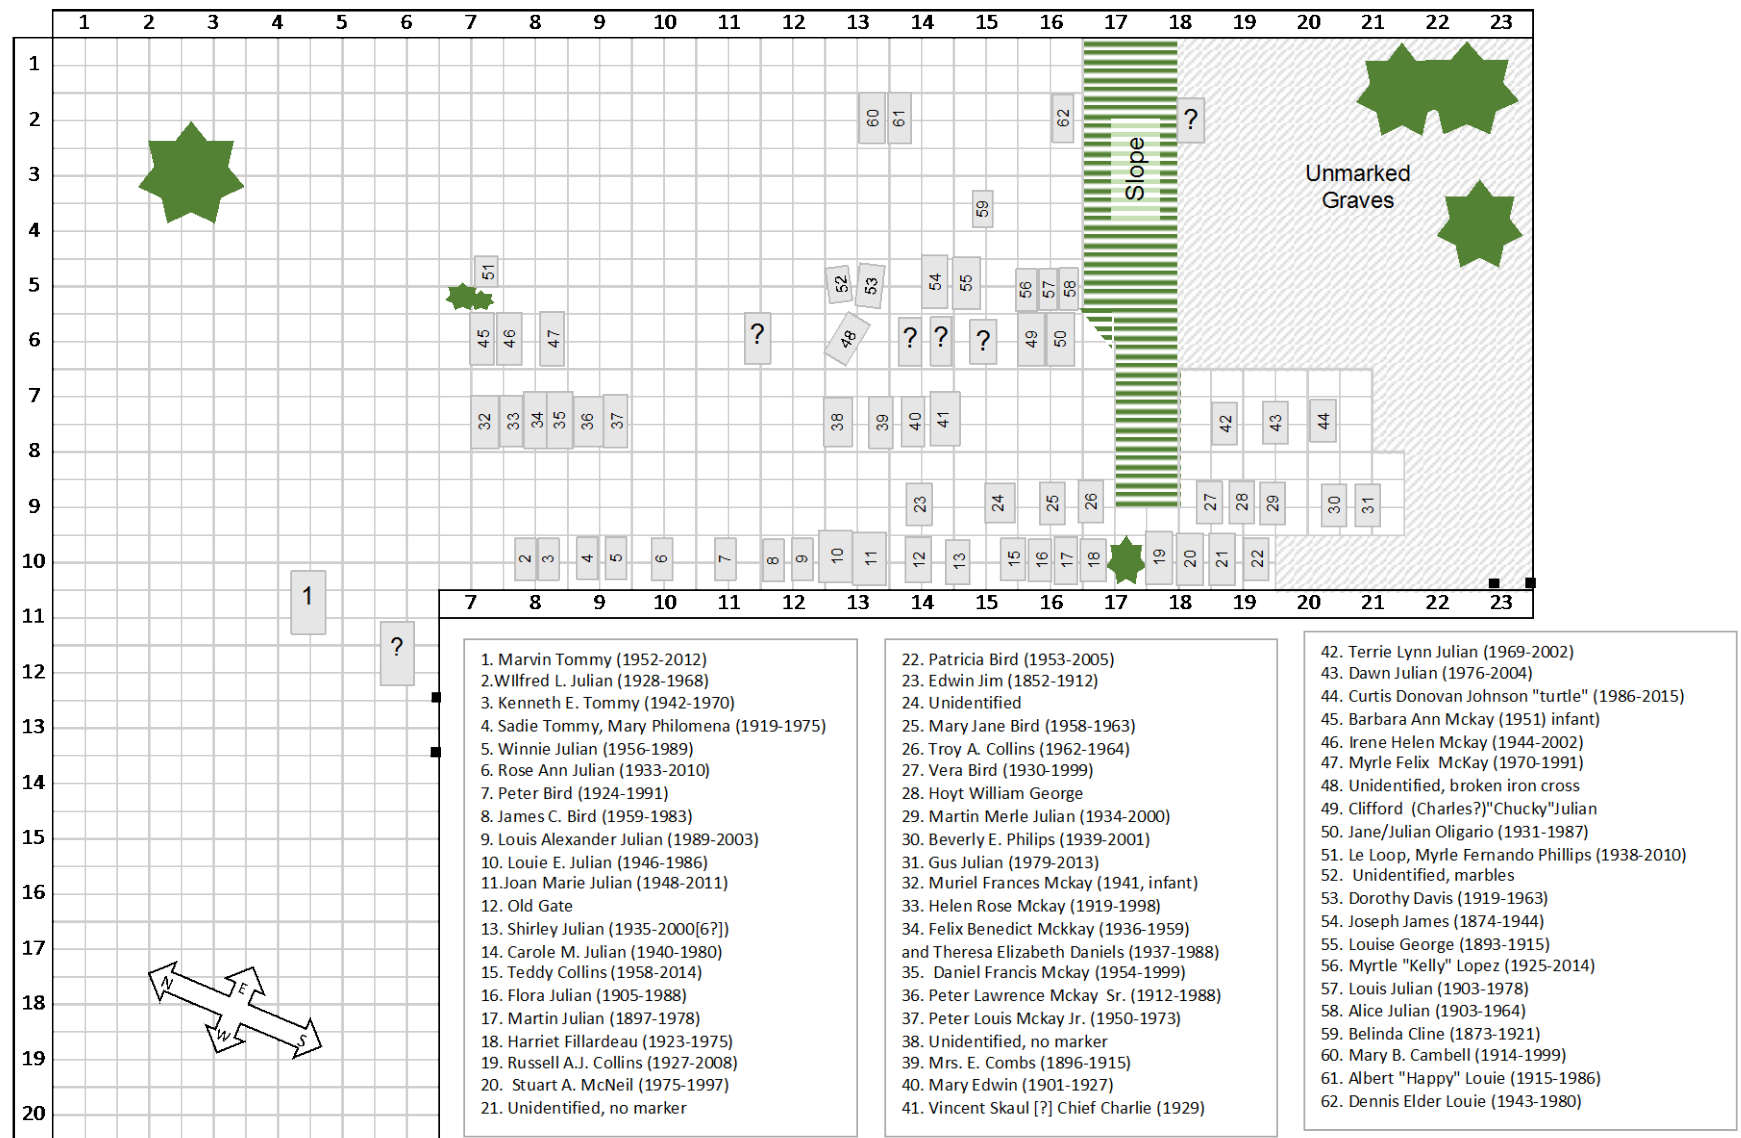 1 2 3 4 5 6 7 8 9 10 11 12 13 14 15 16 17 18 19 20 21 22 23
1
2 60 61 62 ?
Slope
Unmarked
Graves
3
59
4
51
5 52 53 54 55 56 57 58
6 45 46 47 ? 48 ? ? ? 49 50
7
32 33 34 35 36 37 38 39 40 41 42 43 44
8
9 23 24 25 26 27 28 29 30 31
10 2 3 4 5 6 7 8 9 10 11 12 13 15 16 17 18 19 20 21 22
1
11 7 8 9 10 11 12 13 14 15 16 17 18 19 20 21 22 23
?
12
13
14
15
16
17
18
19
20
N E W S
1. Marvin Tommy (1952-2012)
2.WIlfred L. Julian (1928-1968)
3. Kenneth E. Tommy (1942-1970)
4. Sadie Tommy, Mary Philomena (1919-1975)
5. Winnie Julian (1956-1989)
6. Rose Ann Julian (1933-2010)
7. Peter Bird (1924-1991)
8. James C. Bird (1959-1983)
9. Louis Alexander Julian (1989-2003)
10. Louie E. Julian (1946-1986)
11.Joan Marie Julian (1948-2011)
12. Old Gate
13. Shirley Julian (1935-2000[6?])
14. Carole M. Julian (1940-1980)
15. Teddy Collins (1958-2014)
16. Flora Julian (1905-1988)
17. Martin Julian (1897-1978)
18. Harriet Fillardeau (1923-1975)
19. Russell A.J. Collins (1927-2008)
20. Stuart A. McNeil (1975-1997)
21. Unidentified, no marker
22. Patricia Bird (1953-2005)
23. Edwin Jim (1852-1912)
24. Unidentified
25. Mary Jane Bird (1958-1963)
26. Troy A. Collins (1962-1964)
27. Vera Bird (1930-1999)
28. Hoyt William George
29. Martin Merle Julian (1934-2000)
30. Beverly E. Philips (1939-2001)
31. Gus Julian (1979-2013)
32. Muriel Frances Mckay (1941, infant)
33. Helen Rose Mckay (1919-1998)
34. Felix Benedict Mckkay (1936-1959)
and Theresa Elizabeth Daniels (1937-1988)
35. Daniel Francis Mckay (1954-1999)
36. Peter Lawrence Mckay Sr. (1912-1988)
37. Peter Louis Mckay Jr. (1950-1973)
38. Unidentified, no marker
39. Mrs. E. Combs (1896-1915)
40. Mary Edwin (1901-1927)
41. Vincent Skaul [?] Chief Charlie (1929)
42. Terrie Lynn Julian (1969-2002)
43. Dawn Julian (1976-2004)
44. Curtis Donovan Johnson "turtle" (1986-2015)
45. Barbara Ann Mckay (1951) infant)
46. Irene Helen Mckay (1944-2002)
47. Myrle Felix McKay (1970-1991)
48. Unidentified, broken iron cross
49. Clifford (Charles?)"Chucky"Julian
50. Jane/Julian Oligario (1931-1987)
51. Le Loop, Myrle Fernando Phillips (1938-2010)
52. Unidentified, marbles
53. Dorothy Davis (1919-1963)
54. Joseph James (1874-1944)
55. Louise George (1893-1915)
56. Myrtle "Kelly" Lopez (1925-2014)
57. Louis Julian (1903-1978)
58. Alice Julian (1903-1964)
59. Belinda Cline (1873-1921)
60. Mary B. Cambell (1914-1999)
61. Albert "Happy" Louie (1915-1986)
62. Dennis Elder Louie (1943-1980)